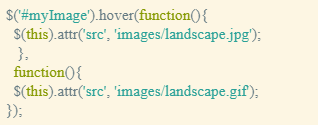 $('#myImage').hover(function(){
$(this).attr('src', 'images/landscape.jpg');
},
function(){
$(this).attr('src', 'images/landscape.gif');
});